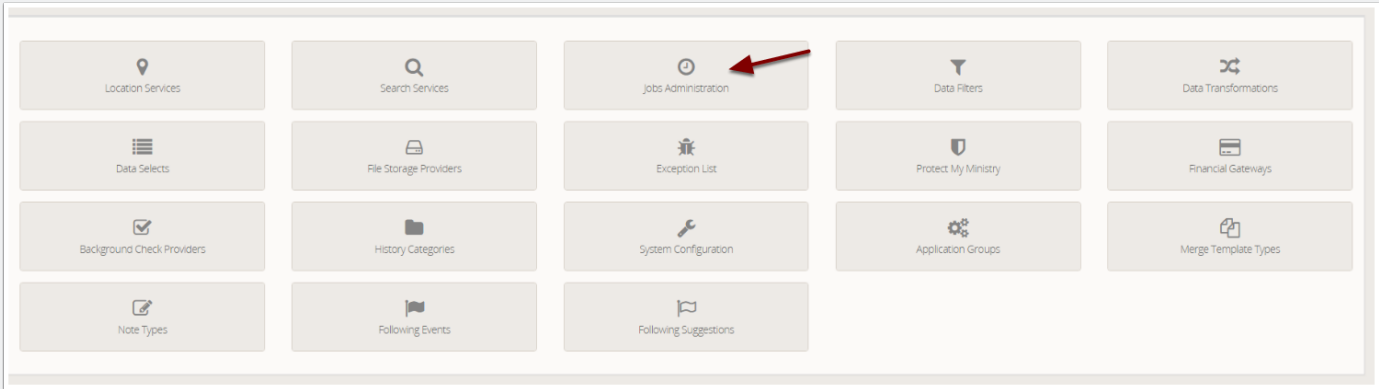 Location Services
Search Services
Jobs Administration
Data Filters
Data Transformations
Data Selects
File Storage Providers
Exception List
Protect My Ministry
Financial Gateways
Background Check Providers
History Categories
System Configuration
Application Groups
Merge Template Types
Note Types
Following Events
Following Suggestions